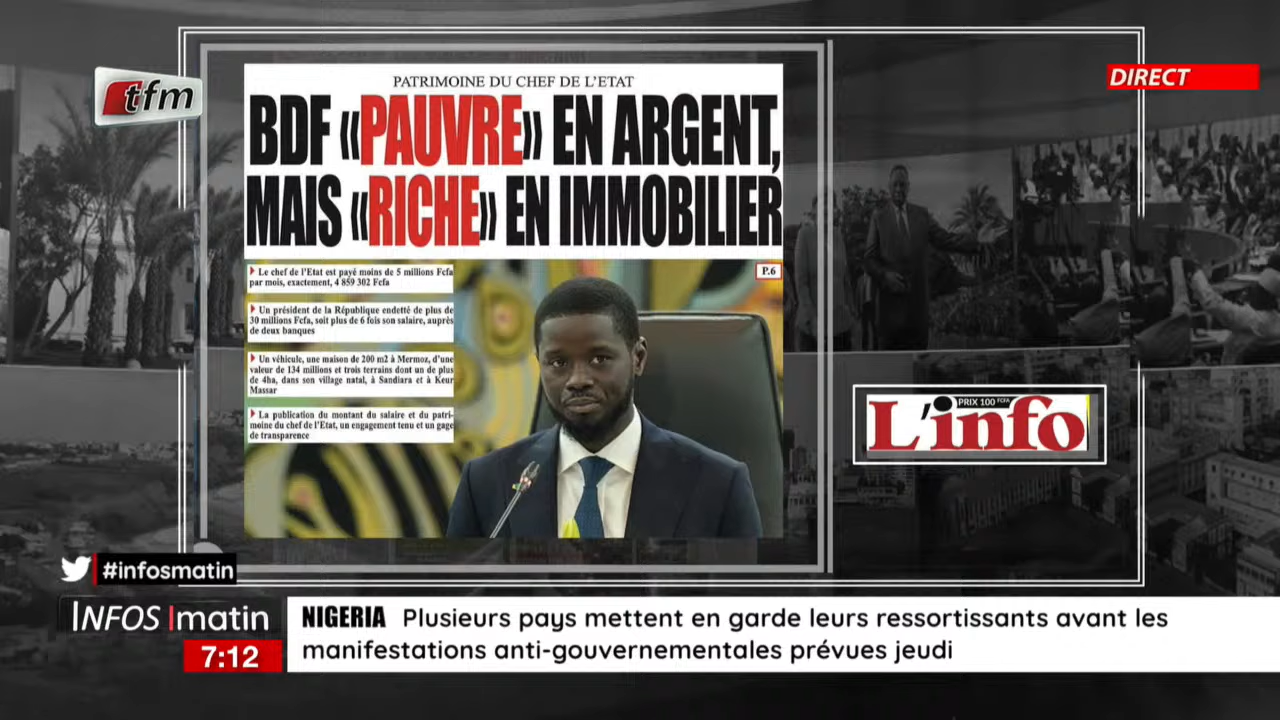 tfm
DIRECT
PATRIMOINE DU CHEF DE L'ETAT
BDF «PAUVRE» EN ARGENT,
MAIS «RICHE» EN IMMOBILIER
P.6
Le chef de l'Etat est payé moins de 5 millions Fcfa
par mois, exactement, 4 859 302 Fcfa
Un président de la République endetté de plus de
30 millions Fcfa, soit plus de 6 fois son salaire, auprès
de deux banques
Un véhicule, une maison de 200 m2 à Mermoz, d'une
valeur de 134 millions et trois terrains dont un de plus
de 4ha, dans son village natal, à Sandiara et à Keur
Massar
La publication du montant du salaire et du patri-
moine du chef de l'Etat, un engagement tenu et un gage
de transparence
PRIX 100 FCFA
L'info
#infosmatin
INFOS matin
7:12
NIGERIA Plusieurs pays mettent en garde leurs ressortissants avant les
manifestations anti-gouvernementales prévues jeudi